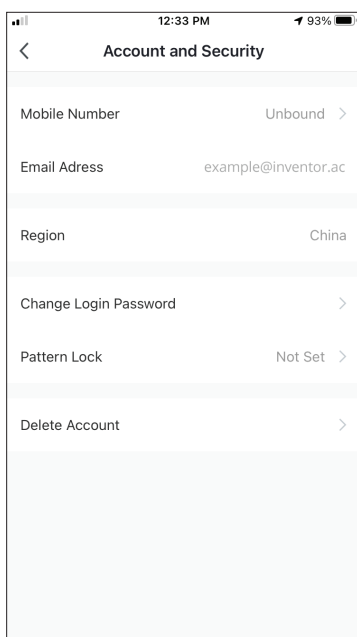 12:33 PM 93%
Account and Security
Mobile Number Unbound
Email Adress example@inventor.ac
Region China
Change Login Password
Pattern Lock Not Set
Delete Account